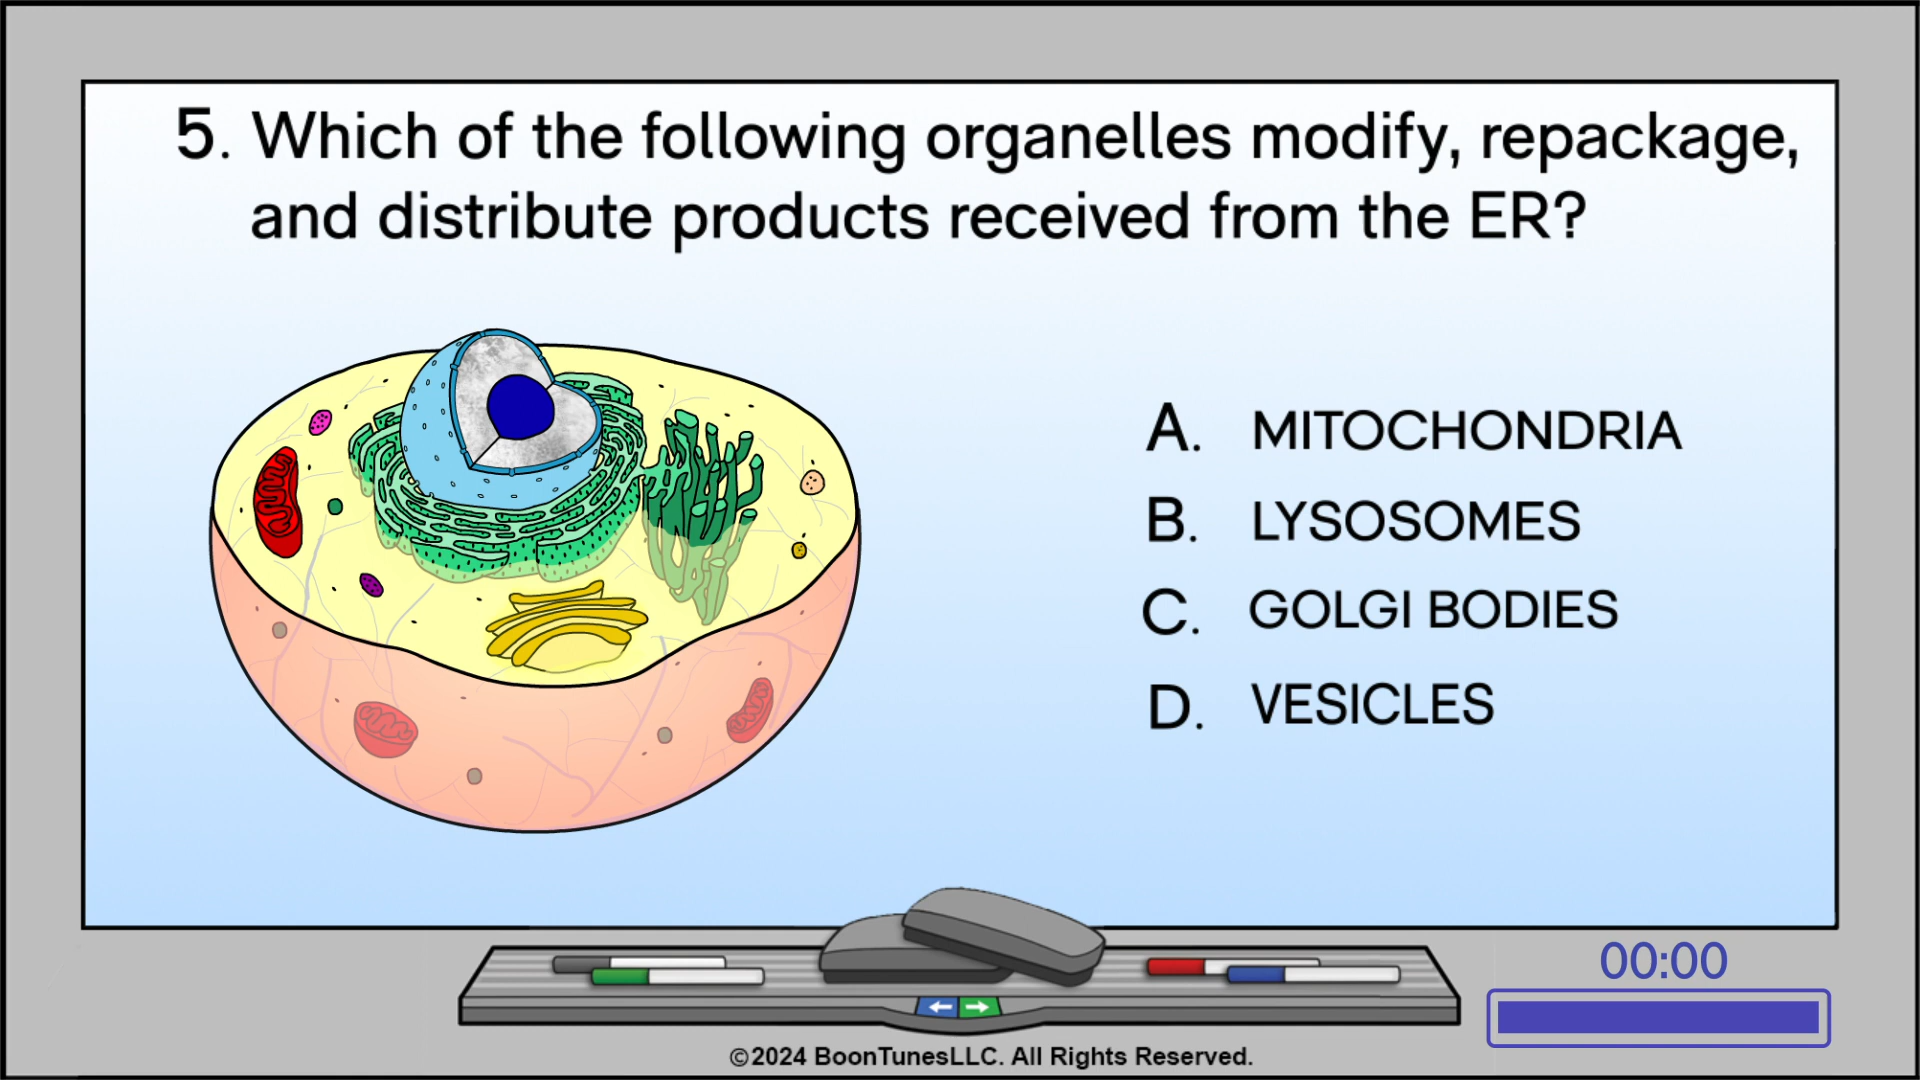 5. Which of the following organelles modify, repackage,
and distribute products received from the ER?
A. MITOCHONDRIA
B. LYSOSOMES
C. GOLGI BODIES
D. VESICLES
00:00
©2024 BoonTunesLLC. All Rights Reserved.